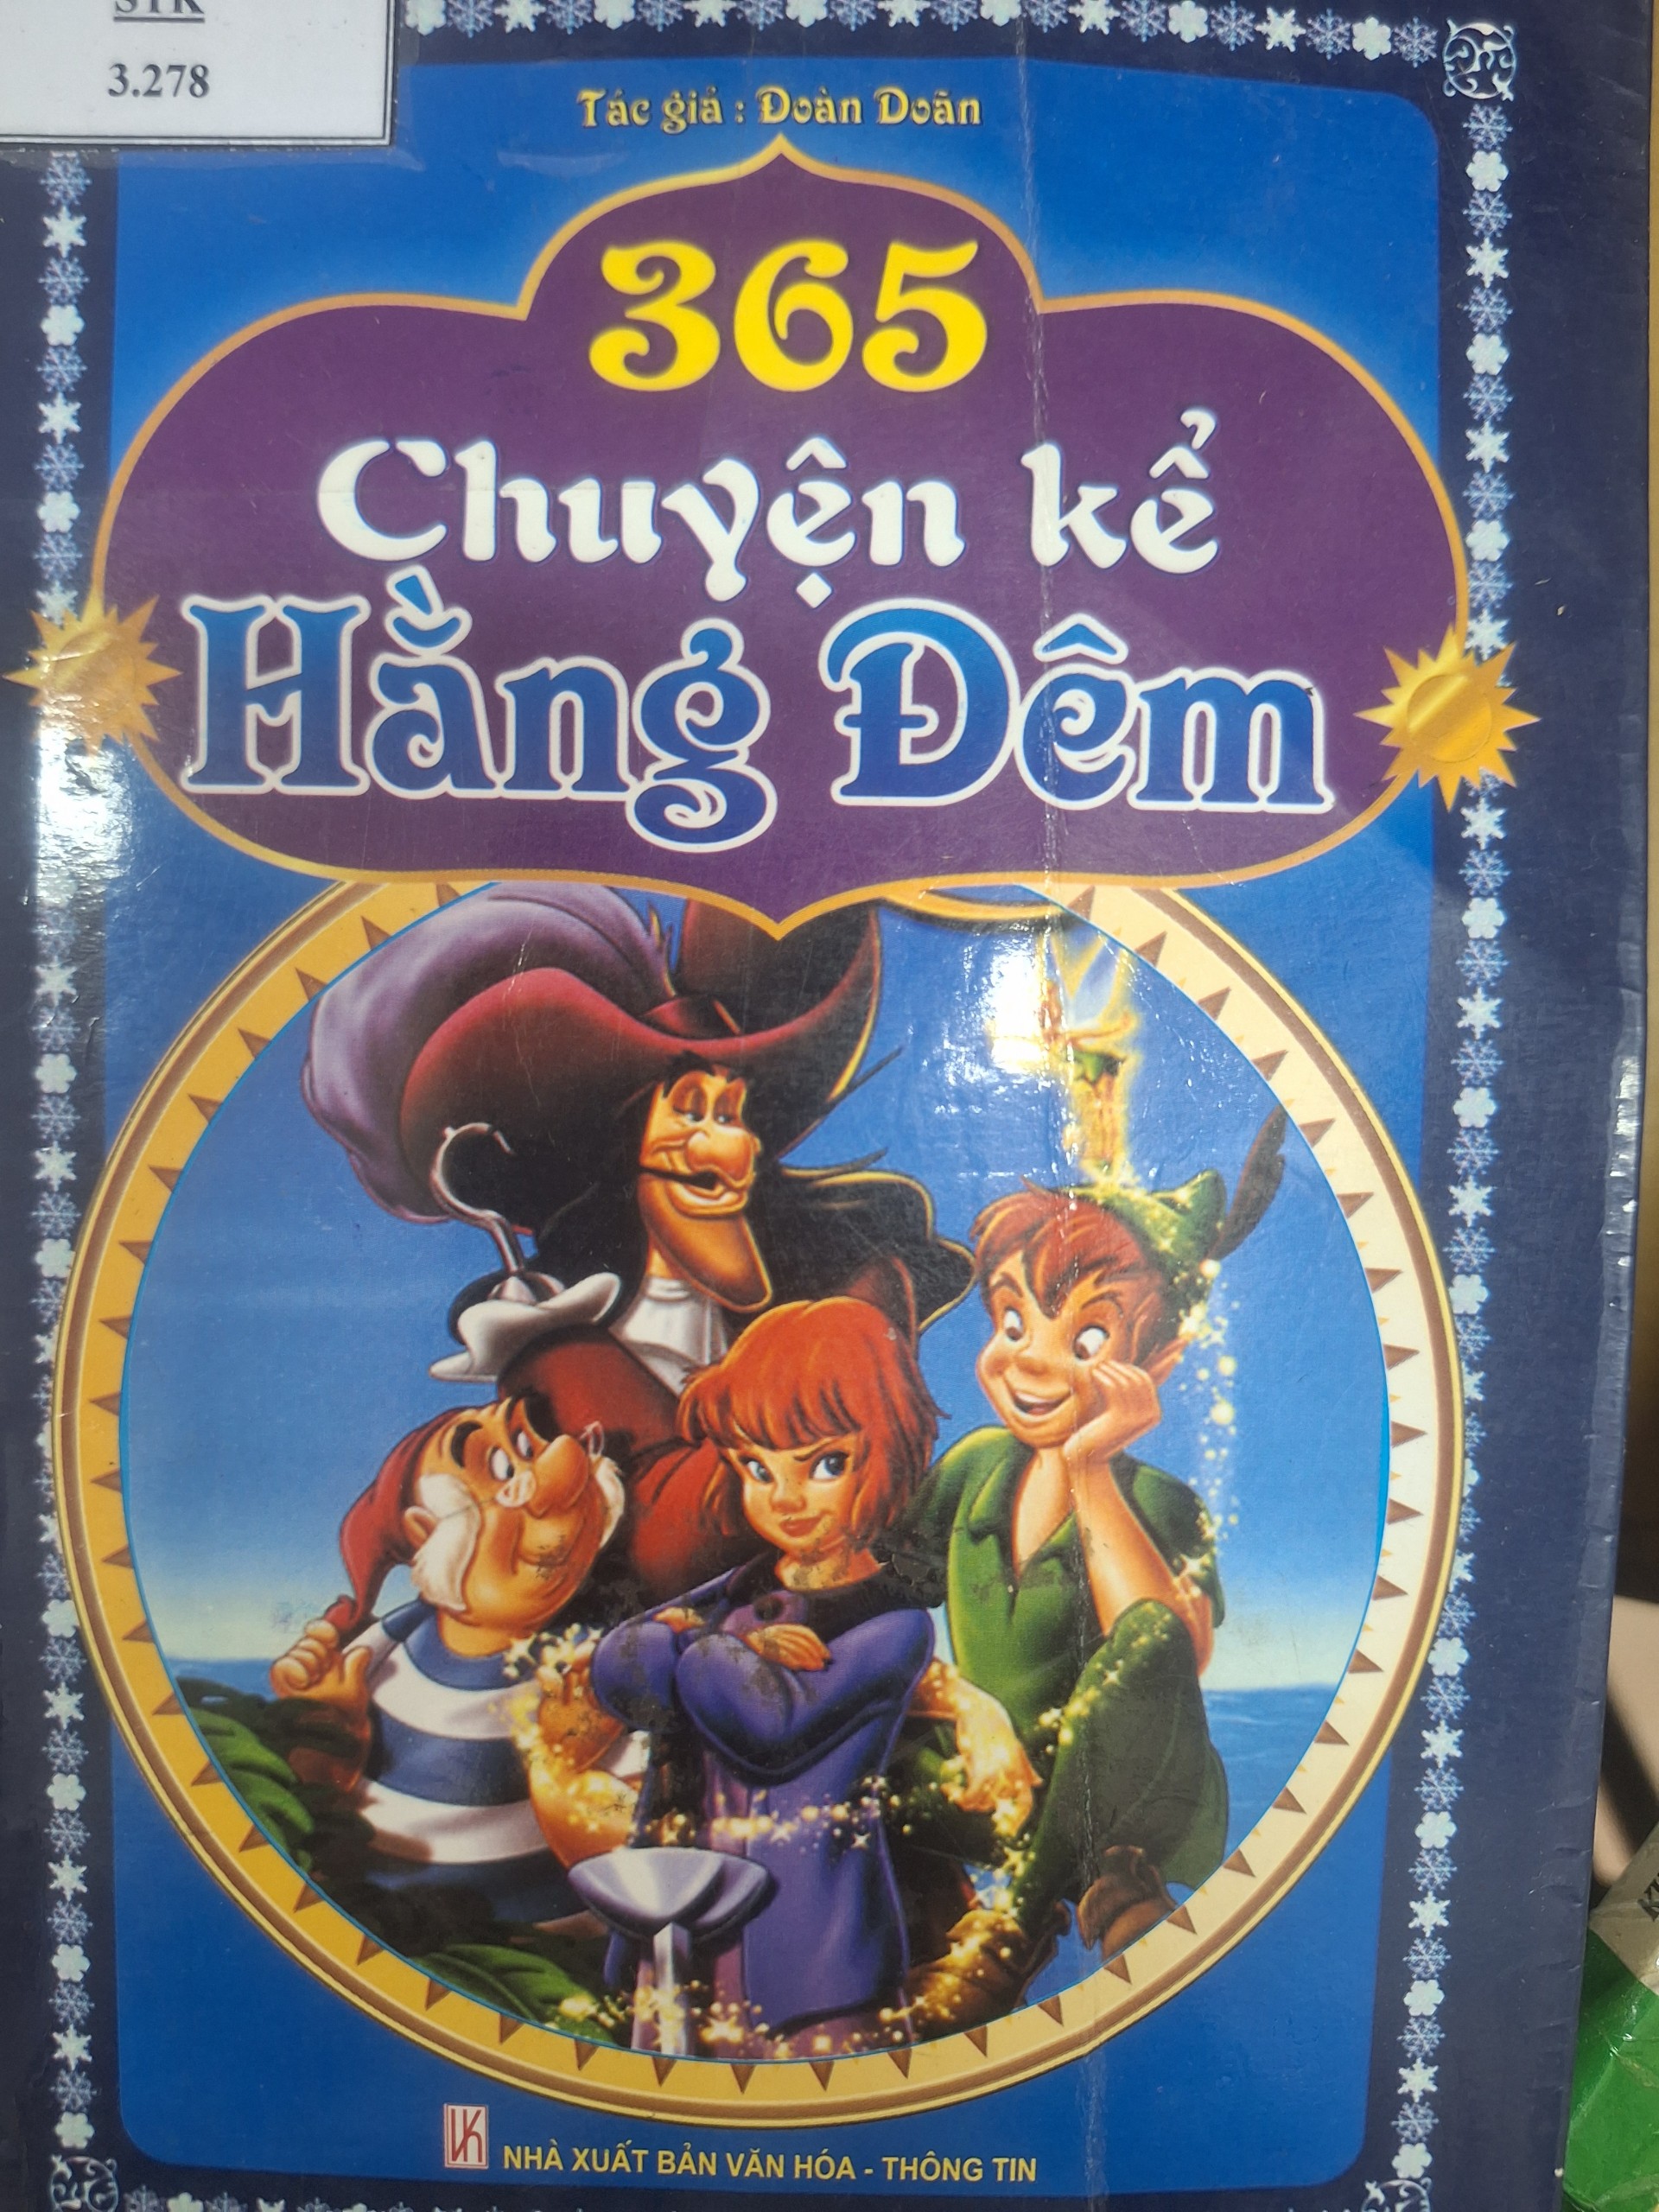 STK
3.278
Tác giả : Đoàn Doãn
365
Chuyện kể
Hằng Đêm
NHÀ XUẤT BẢN VĂN HÓA - THÔNG TIN